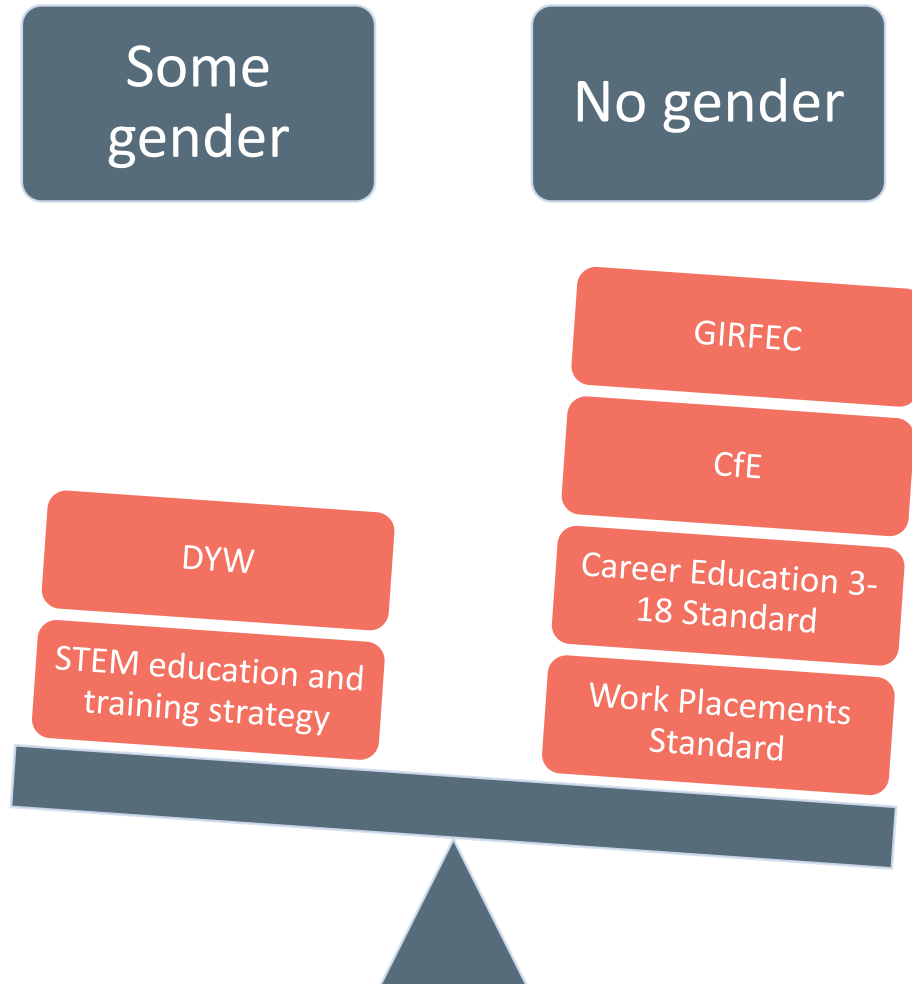 Some
gender
No gender
GIRFEC
CfE
Career Education 3-
18 Standard
Work Placements
Standard
DYW
STEM education and
training strategy